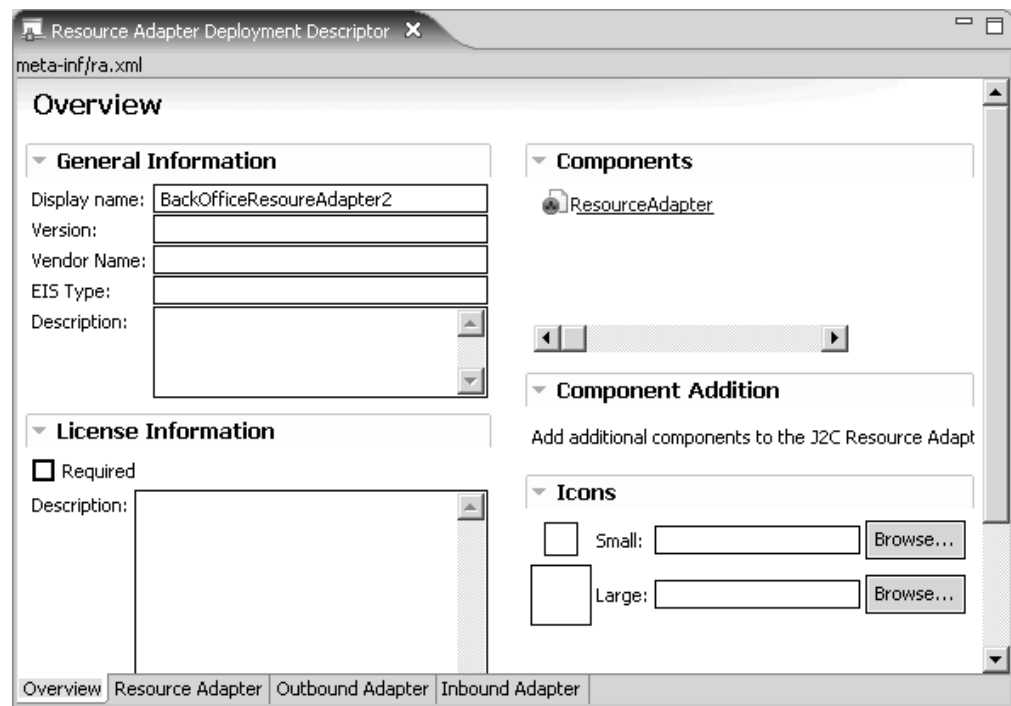 Resource Adapter Deployment Descriptor
meta-inf/ra.xml
Overview
General Information
Display name: BackOfficeResoureAdapter2
Version:
Vendor Name:
EIS Type:
Description:
License Information
Required
Description:
Components
ResourceAdapter
Component Addition
Add additional components to the J2C Resource Adapt
Icons
Small: Browse...
Large: Browse...
Overview Resource Adapter Outbound Adapter Inbound Adapter